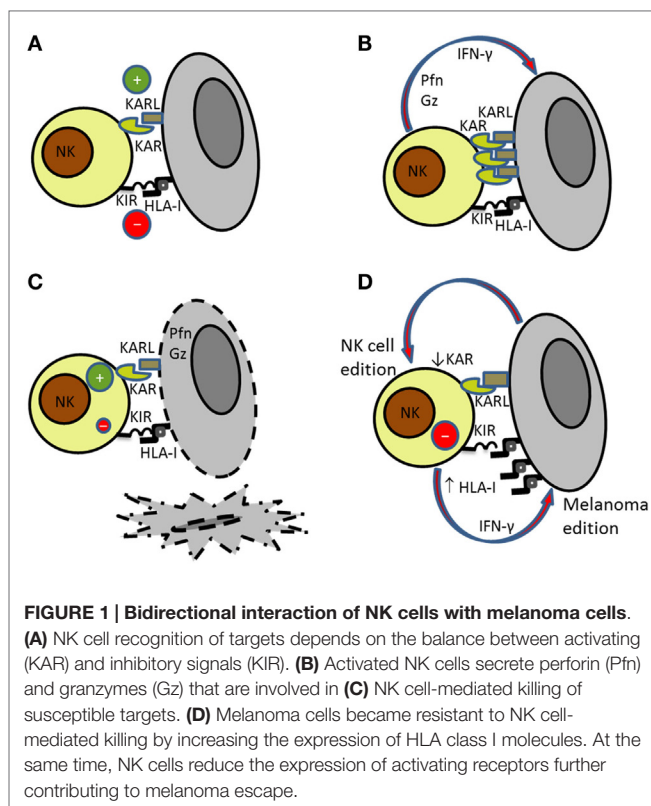 A
+
KARL
KAR
NK
KIR
HLA-I
−
B
IFN-γ
Pfn
Gz
KARL
KAR
NK
KIR
HLA-I
C
Pfn
Gz
KARL
+
KAR
NK
KIR
−
HLA-I
D
NK cell
edition
↓KAR
NK
KARL
KIR
−
↑ HLA-I
IFN-γ
Melanoma
edition
FIGURE 1 | Bidirectional interaction of NK cells with melanoma cells.
(A) NK cell recognition of targets depends on the balance between activating
(KAR) and inhibitory signals (KIR). (B) Activated NK cells secrete perforin (Pfn)
and granzymes (Gz) that are involved in (C) NK cell-mediated killing of
susceptible targets. (D) Melanoma cells became resistant to NK cell-
mediated killing by increasing the expression of HLA class I molecules. At the
same time, NK cells reduce the expression of activating receptors further
contributing to melanoma escape.